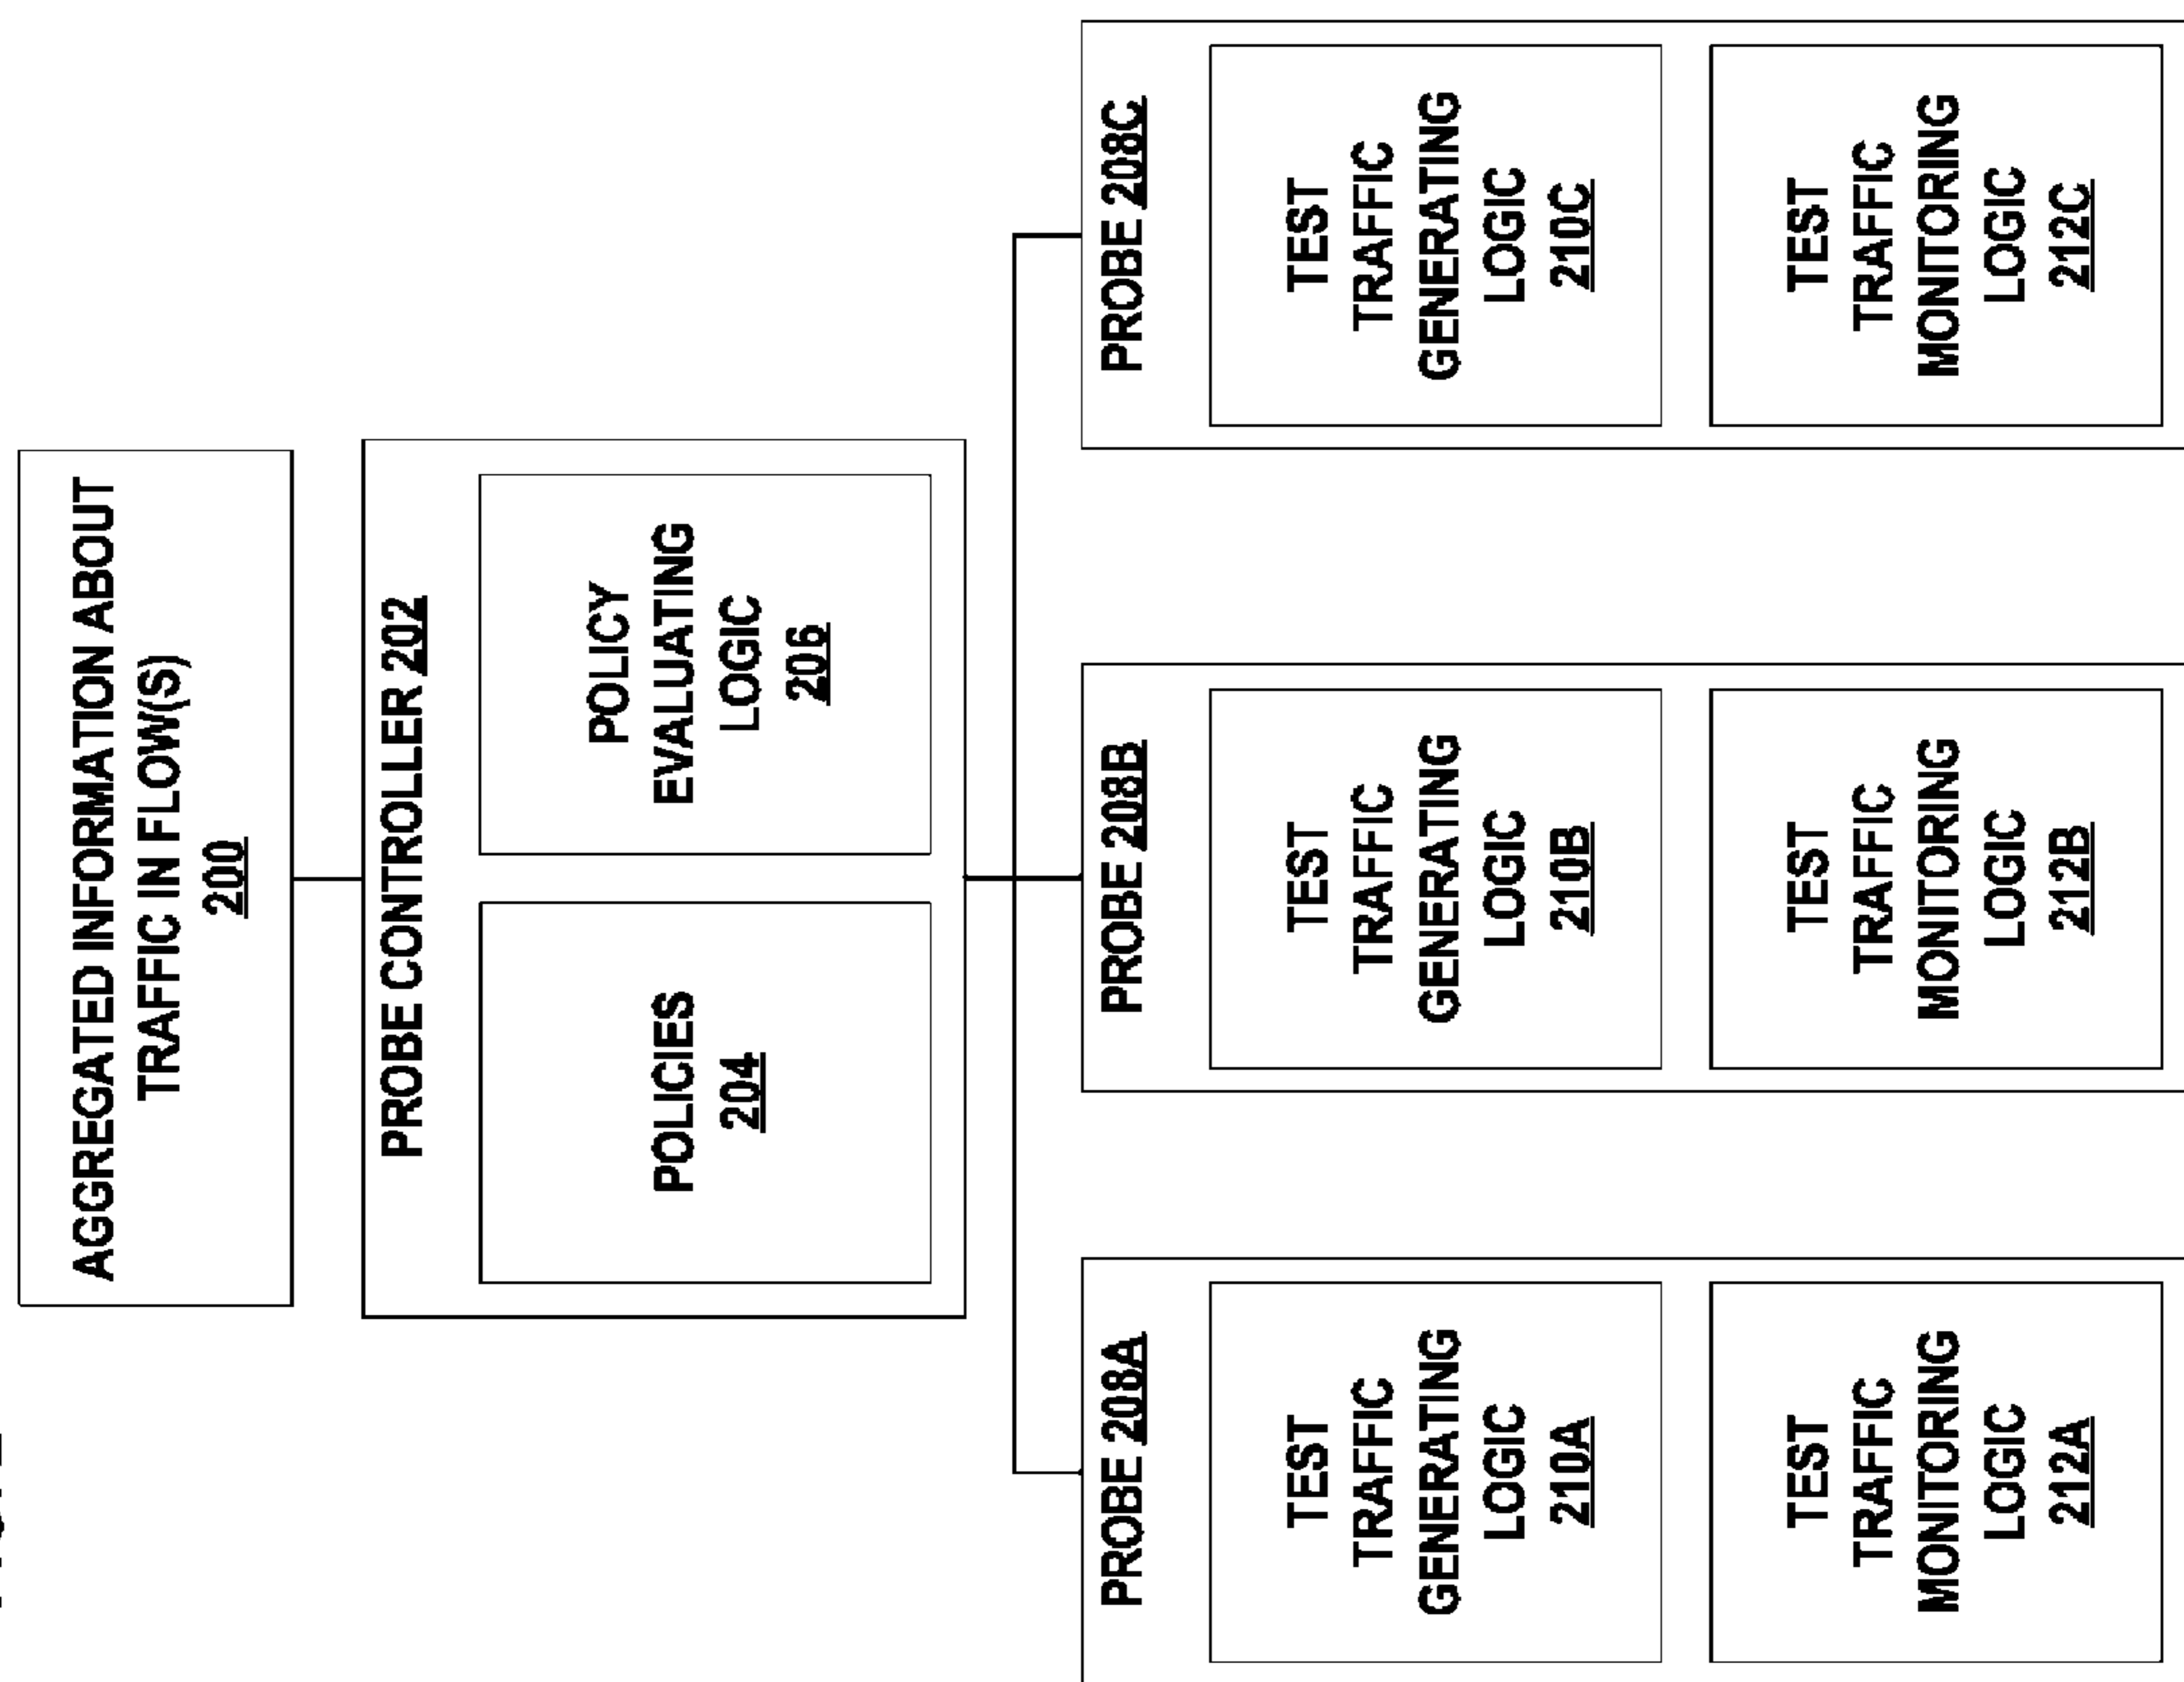 AGGREGATED INFORMATION ABOUT
TRAFFIC IN FLOW(S)
200
PROBE CONTROLLER 202
POLICIES
204
POLICY
EVALUATING
LOGIC
206
PROBE 208A
TEST
TRAFFIC
GENERATING
LOGIC
210A
TEST
TRAFFIC
MONITORING
LOGIC
212A
PROBE 208B
TEST
TRAFFIC
GENERATING
LOGIC
210B
TEST
TRAFFIC
MONITORING
LOGIC
212B
PROBE 208C
TEST
TRAFFIC
GENERATING
LOGIC
210C
TEST
TRAFFIC
MONITORING
LOGIC
212C